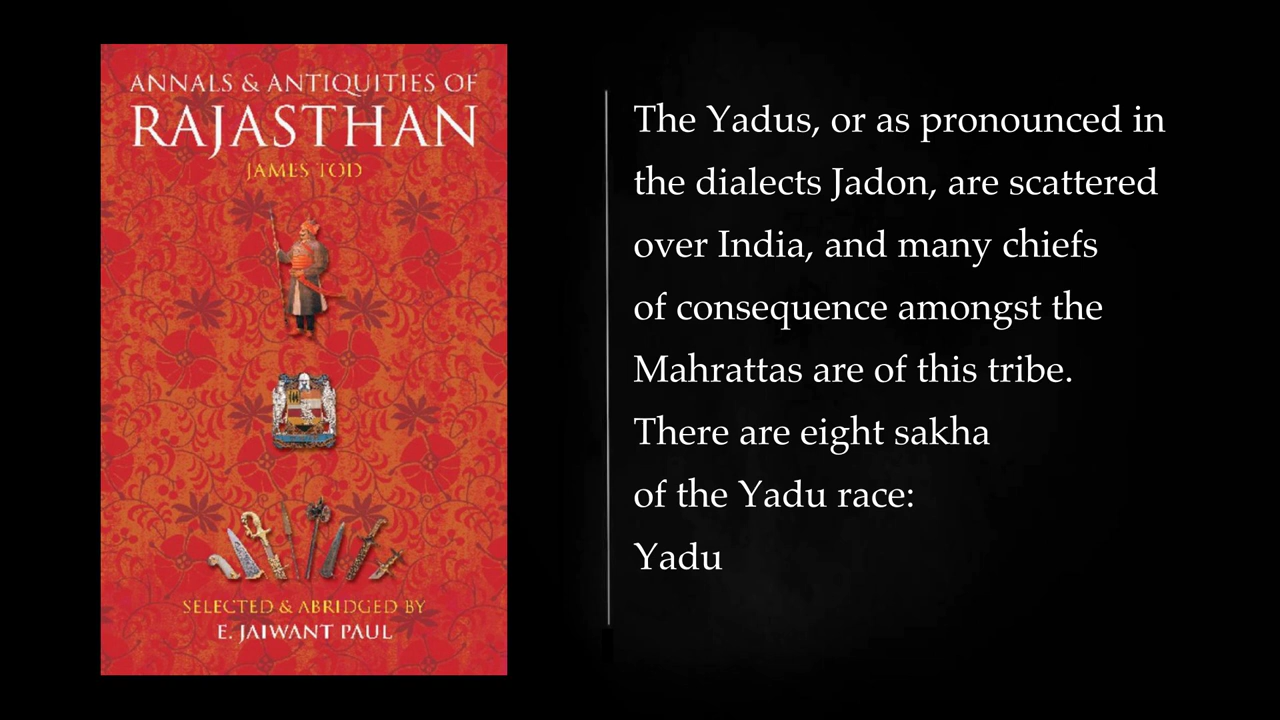 ANNALS & ANTIQUITIES OF
RAJASTHAN
JAMES TOD
SELECTED & ABRIDGED BY
E. JAIWANT PAUL
The Yadus, or as pronounced in
the dialects Jadon, are scattered
over India, and many chiefs
of consequence amongst the
Mahrattas are of this tribe.
There are eight sakha
of the Yadu race:
Yadu